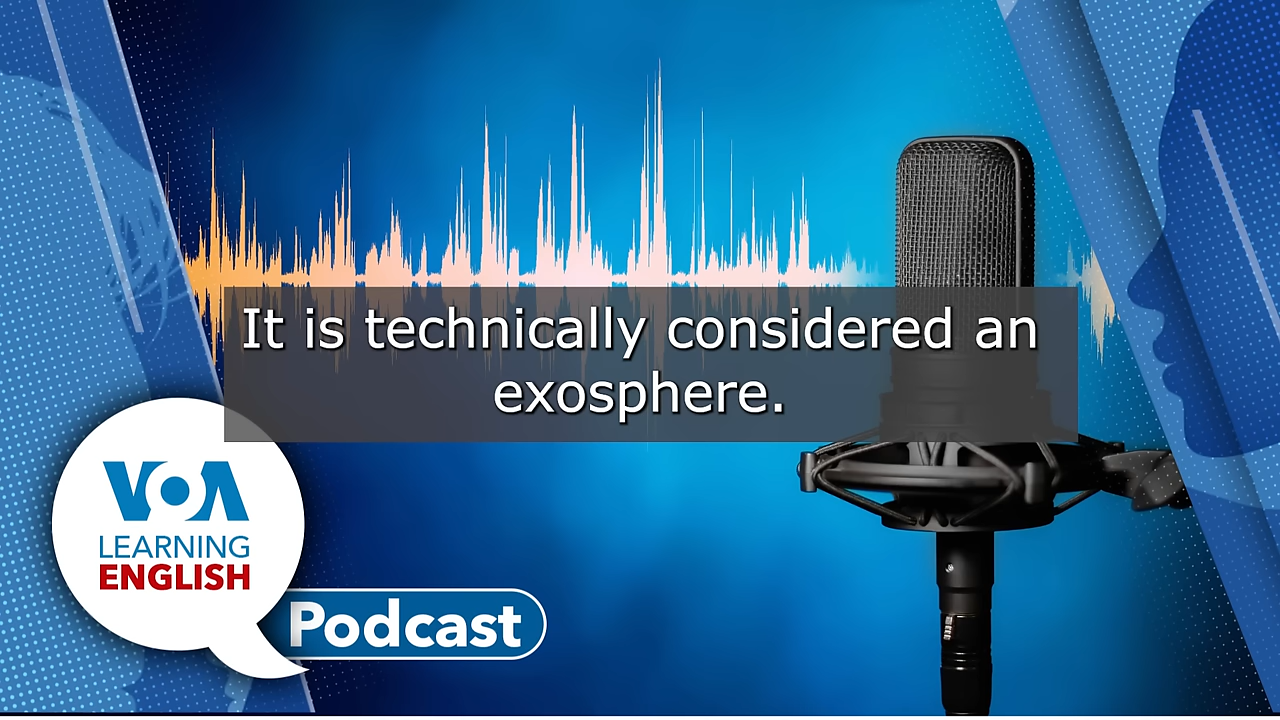 It is technically considered an
exosphere.
VOA
LEARNING
ENGLISH
Podcast